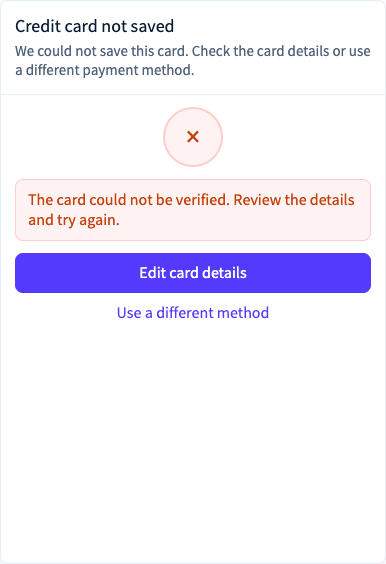 Credit card not saved
We could not save this card. Check the card details or use
a different payment method.
The card could not be verified. Review the details
and try again.
Edit card details
Use a different method